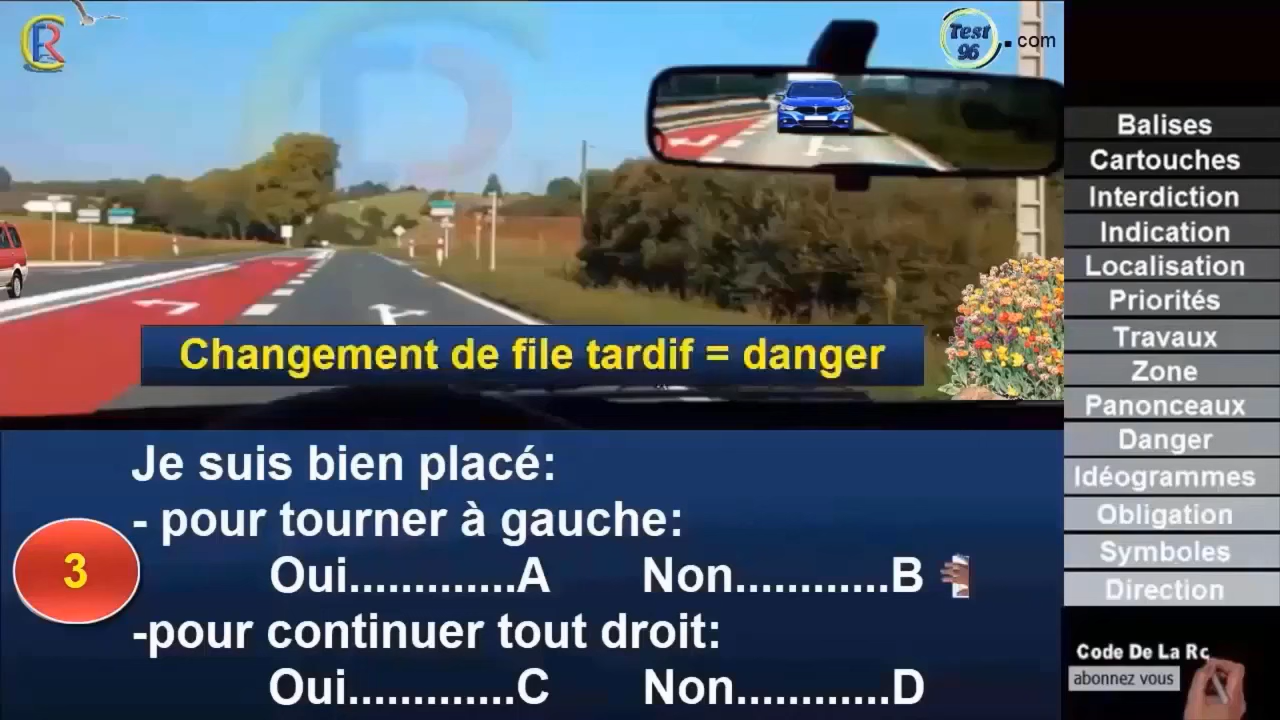 CER
Test
96
.com
Changement de file tardif = danger
Je suis bien placé:
- pour tourner à gauche:
Oui.............A Non............B
-pour continuer tout droit:
Oui.............C Non............D
3
Balises
Cartouches
Interdiction
Indication
Localisation
Priorités
Travaux
Zone
Panonceaux
Danger
Idéogrammes
Obligation
Symboles
Direction
Code De La Rc
abonnez vous